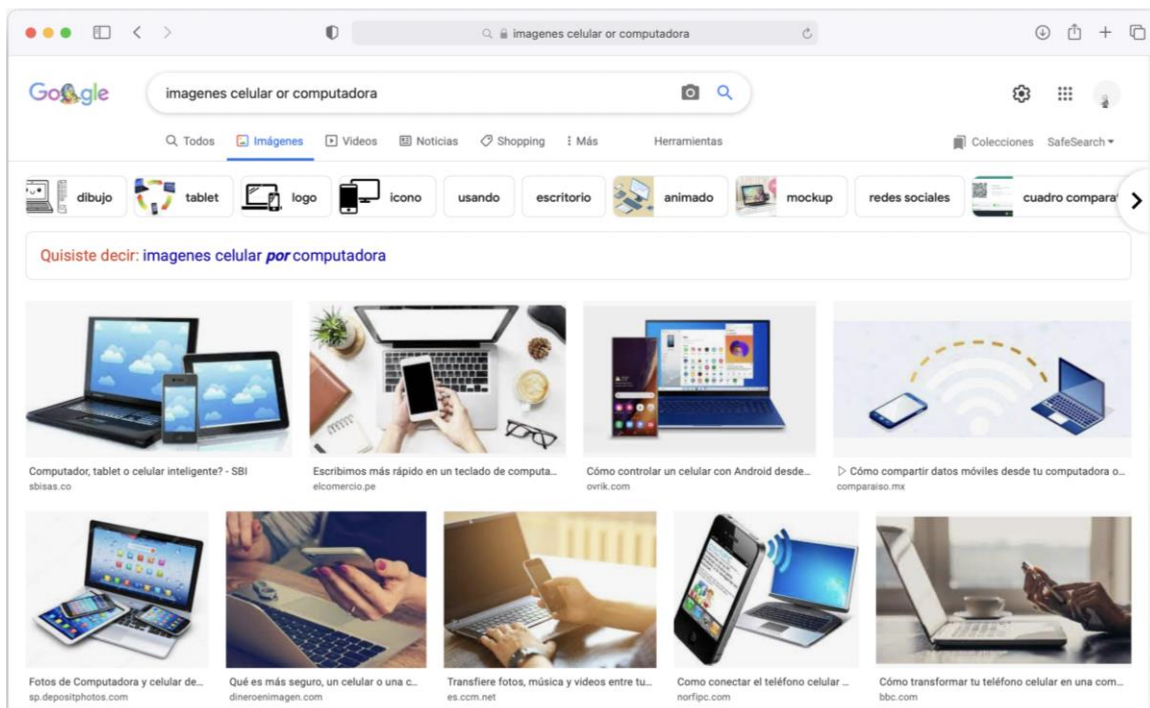 imagenes celular or computadora
Google
imagenes celular or computadora
Todos Imágenes Videos Noticias Shopping Más Herramientas Colecciones SafeSearch
dibujo tablet logo icono usando escritorio animado mockup redes sociales cuadro compara
Quisiste decir: imagenes celular por computadora
Computador, tablet o celular inteligente? - SBI
sbisas.co
Escribimos más rápido en un teclado de computa...
elcomercio.pe
Cómo controlar un celular con Android desde...
ovrik.com
Cómo compartir datos móviles desde tu computadora o...
comparaiso.mx
Fotos de Computadora y celular de...
sp.depositphotos.com
Qué es más seguro, un celular o una c...
dineroenimagen.com
Transfiere fotos, música y videos entre tu...
es.ccm.net
Como conectar el teléfono celular ...
norfipc.com
Cómo transformar tu teléfono celular en una com...
bbc.com